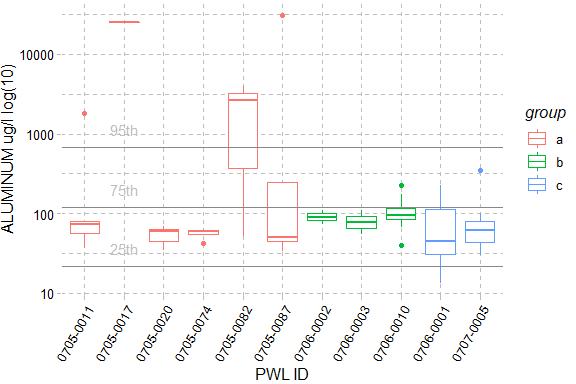 ALUMINUM ug/l log(10)
10000
1000
100
10
95th
75th
25th
0705-0011
0705-0017
0705-0020
0705-0074
0705-0082
0705-0087
0706-0002
0706-0003
0706-0010
0706-0001
0707-0005
PWL ID
group
a
b
c